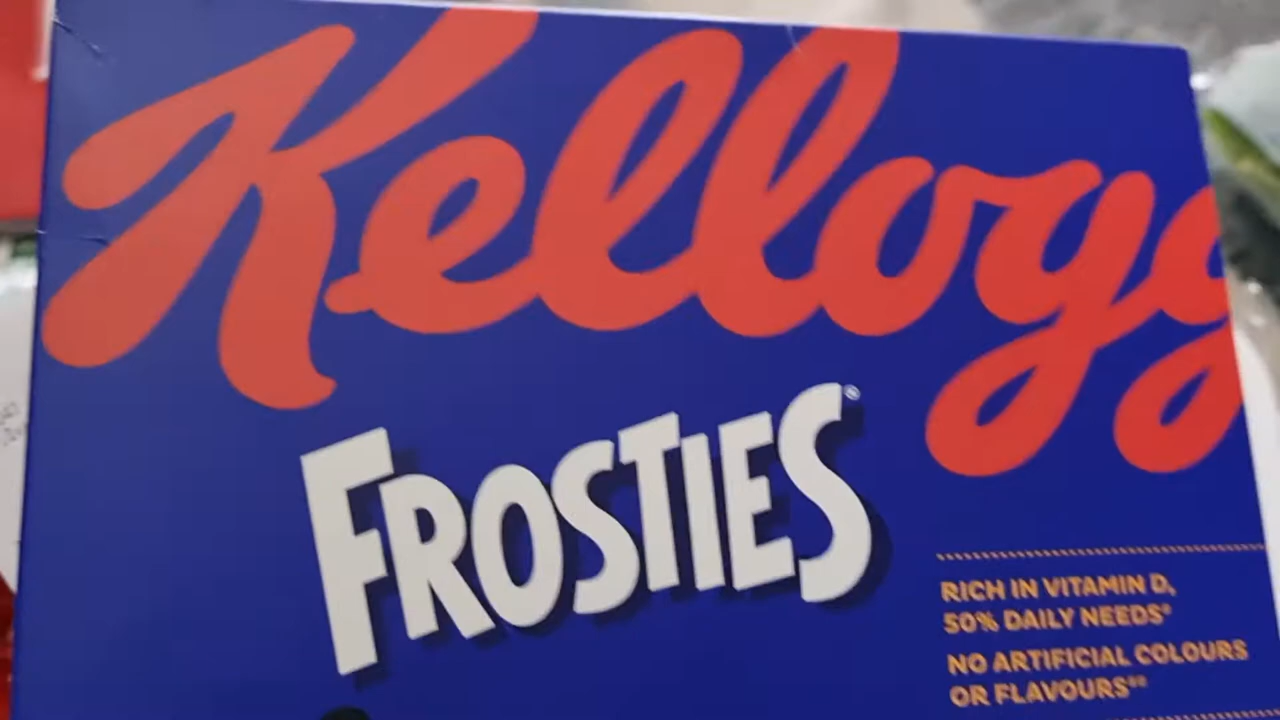 Kellogg
FROSTIES®
RICH IN VITAMIN D,
50% DAILY NEEDS*
NO ARTIFICIAL COLOURS
OR FLAVOURS**